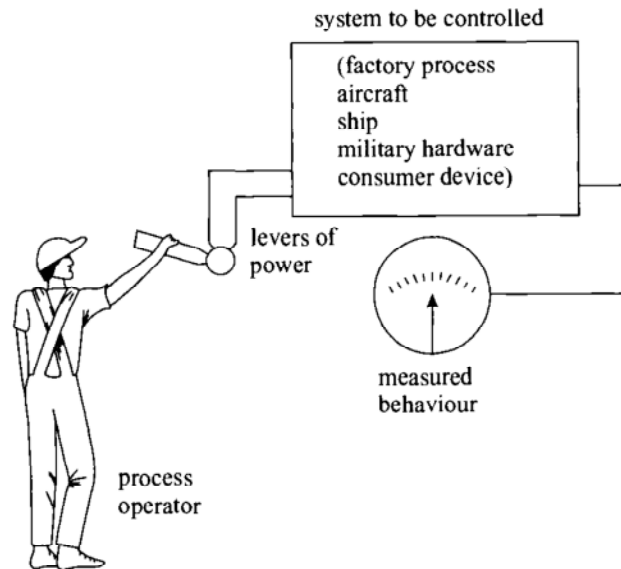 system to be controlled
(factory process
aircraft
ship
military hardware
consumer device)
levers of
power
measured
behaviour
process
operator